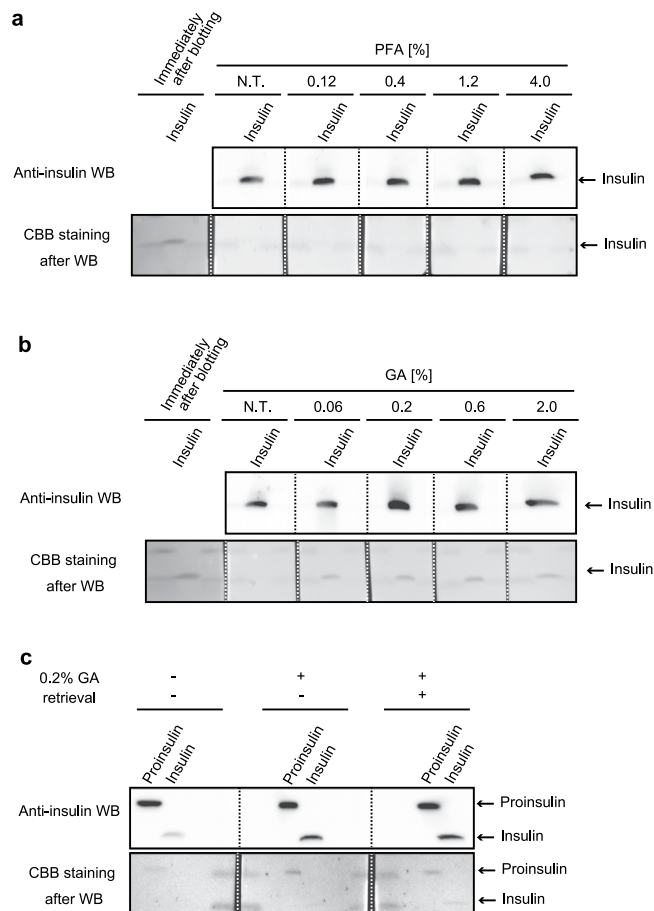 a
Immediately
after blotting
PFA [%]
N.T. 0.12 0.4 1.2 4.0
Insulin Insulin Insulin Insulin Insulin Insulin
Anti-insulin WB
← Insulin
CBB staining
after WB
← Insulin
b
Immediately
after blotting
GA [%]
N.T. 0.06 0.2 0.6 2.0
Insulin Insulin Insulin Insulin Insulin Insulin
Anti-insulin WB
← Insulin
CBB staining
after WB
← Insulin
c
0.2% GA - + +
retrieval - - +
Proinsulin Insulin Proinsulin Insulin Proinsulin Insulin
Anti-insulin WB
← Proinsulin
← Insulin
CBB staining
after WB
← Proinsulin
← Insulin